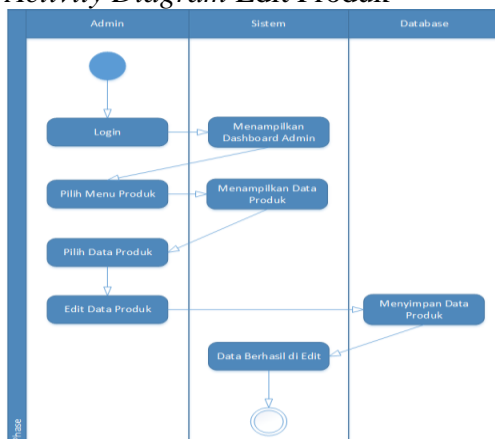 Activity Diagram Edit Produk
Admin
Sistem
Database
Login
Menampilkan
Dashboard Admin
Pilih Menu Produk
Menampilkan Data
Produk
Pilih Data Produk
Edit Data Produk
Menyimpan Data
Produk
Data Berhasil di Edit
Phase